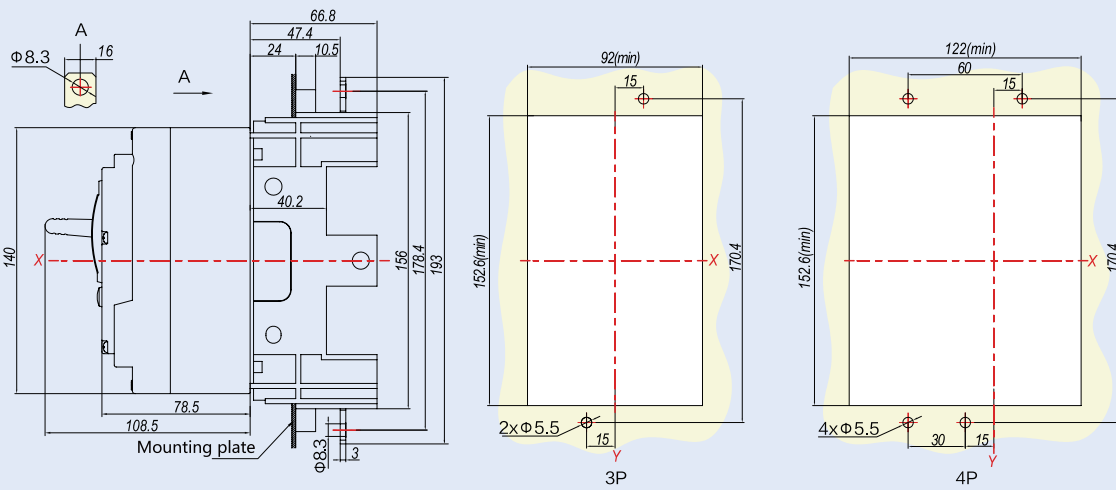 A
Φ8.3
16
A
66.8
47.4
24
10.5
40.2
140
X
156
178.4
193
78.5
108.5
Mounting plate
Φ8.3
3
92(min)
15
152.6(min)
X
170.4
2xΦ5.5
15
Y
3P
122(min)
60
15
152.6(min)
X
170.4
4xΦ5.5
30
15
Y
4P